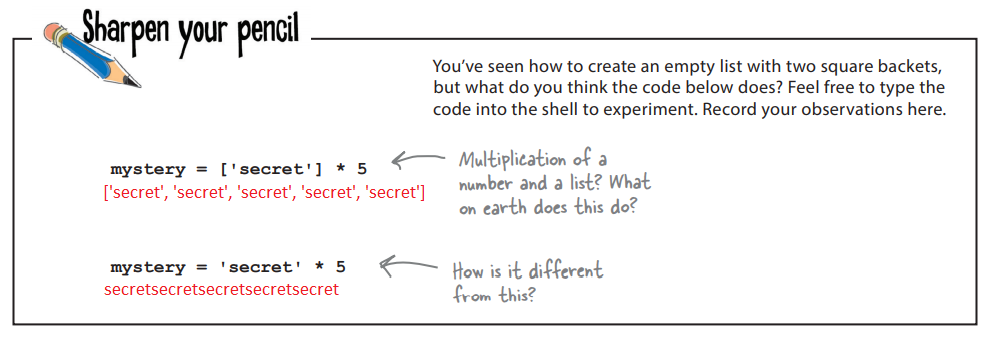 Sharpen your pencil
You've seen how to create an empty list with two square backets,
but what do you think the code below does? Feel free to type the
code into the shell to experiment. Record your observations here.
mystery = ['secret'] * 5
['secret', 'secret', 'secret', 'secret', 'secret']
Multiplication of a
number and a list? What
on earth does this do?
mystery = 'secret' * 5
secretsecretsecretsecretsecret
How is it different
from this?